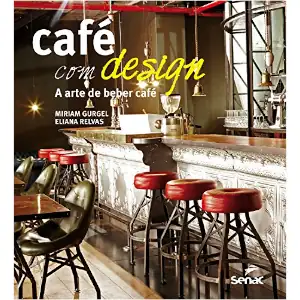 café
com design
A arte de beber café
MIRIAM GURGEL
ELIANA RELVAS
senac